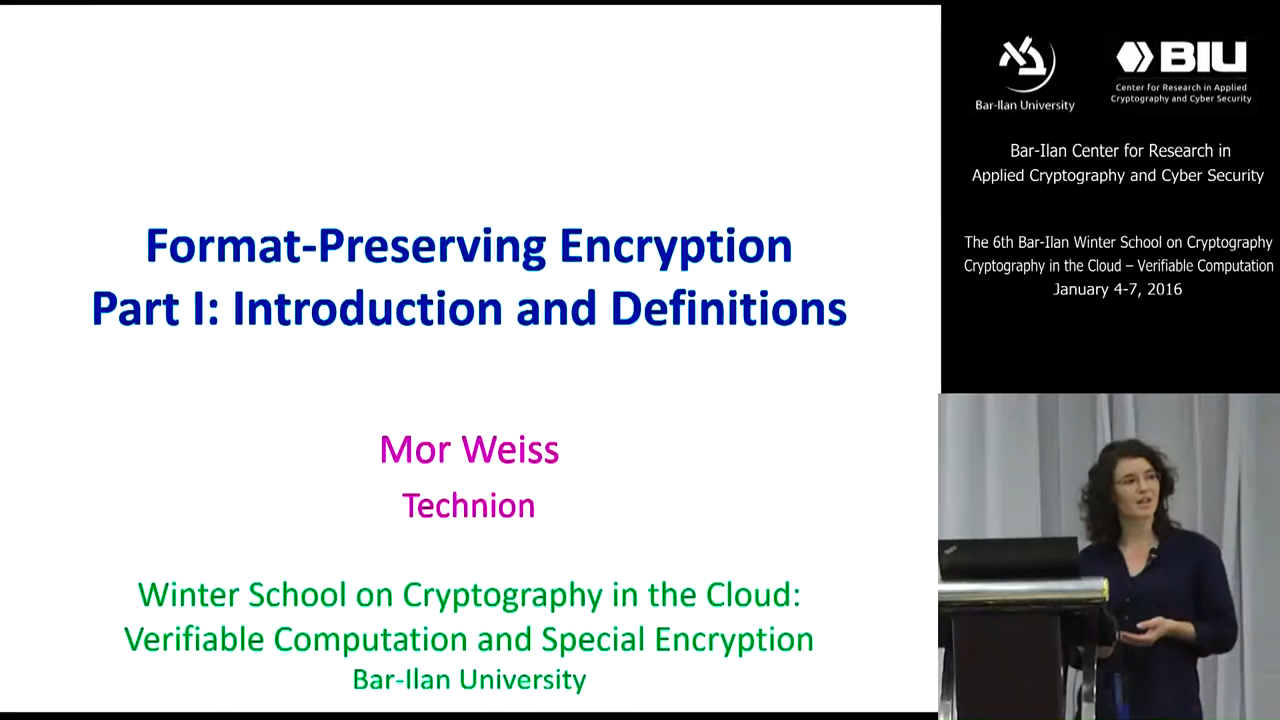 Format-Preserving Encryption
Part I: Introduction and Definitions
Mor Weiss
Technion
Winter School on Cryptography in the Cloud:
Verifiable Computation and Special Encryption
Bar-Ilan University
Bar-Ilan University
BIU
Center for Research in Applied
Cryptography and Cyber Security
Bar-Ilan Center for Research in
Applied Cryptography and Cyber Security
The 6th Bar-Ilan Winter School on Cryptography
Cryptography in the Cloud – Verifiable Computation
January 4-7, 2016